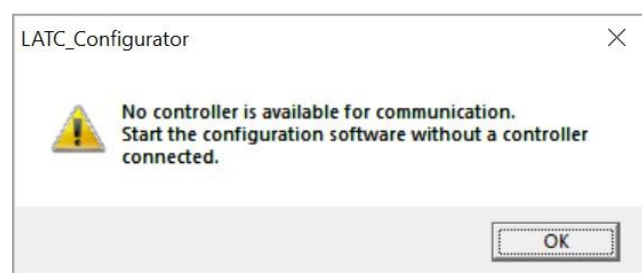 LATC_Configurator
No controller is available for communication.
Start the configuration software without a controller
connected.
OK